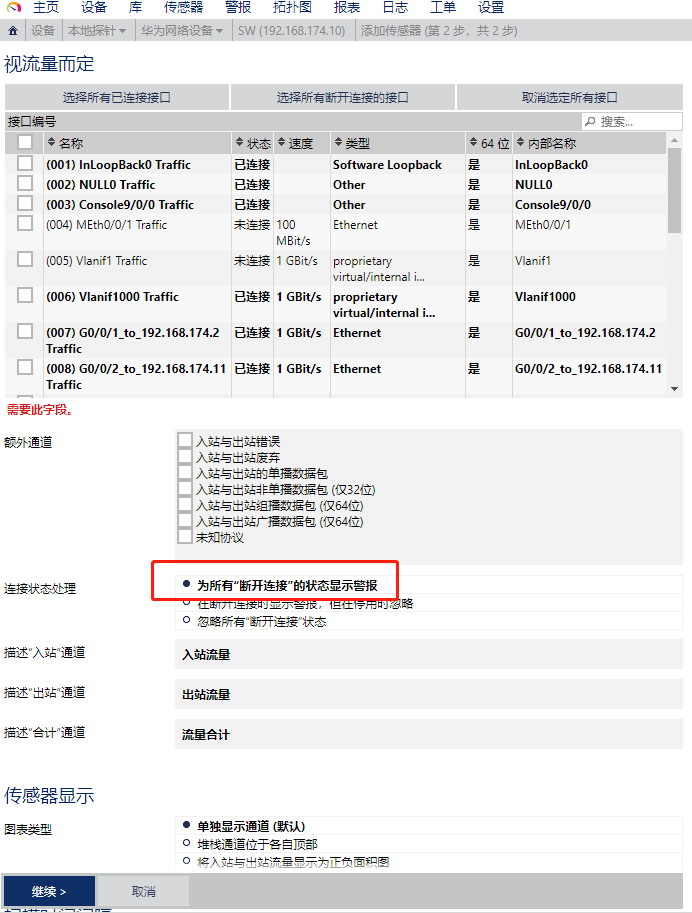 主页 设备 库 传感器 警报 拓扑图 报表 日志 工单 设置
设备 本地探针 华为网络设备 SW (192.168.174.10) 添加传感器 (第 2 步，共 2 步)
视流量而定
选择所有已连接接口 选择所有断开连接的接口 取消选定所有接口
接口编号 搜索...
名称 状态 速度 类型 64 位 内部名称
(001) InLoopBack0 Traffic 已连接 Software Loopback 是 InLoopBack0
(002) NULL0 Traffic 已连接 Other 是 NULL0
(003) Console9/0/0 Traffic 已连接 Other 是 Console9/0/0
(004) MEth0/0/1 Traffic 未连接 100 Ethernet 是 MEth0/0/1
MBit/s
(005) Vlanif1 Traffic 未连接 1 GBit/s proprietary 是 Vlanif1
virtual/internal i...
(006) Vlanif1000 Traffic 已连接 1 GBit/s proprietary 是 Vlanif1000
virtual/internal i...
(007) G0/0/1_to_192.168.174.2 已连接 1 GBit/s Ethernet 是 G0/0/1_to_192.168.174.2
Traffic
(008) G0/0/2_to_192.168.174.11 已连接 1 GBit/s Ethernet 是 G0/0/2_to_192.168.174.11
Traffic
需要此字段。
额外通道
入站与出站错误
入站与出站废弃
入站与出站的单播数据包
入站与出站非单播数据包 (仅32位)
入站与出站组播数据包 (仅64位)
入站与出站广播数据包 (仅64位)
未知协议
连接状态处理
为所有“断开连接”的状态显示警报
在断开连接时显示警报，但在停用时忽略
忽略所有“断开连接”状态
描述“入站”通道 入站流量
描述“出站”通道 出站流量
描述“合计”通道 流量合计
传感器显示
图表类型
单独显示通道 (默认)
堆栈通道位于各自顶部
将入站与出站流量显示为正负面积图
继续 > 取消